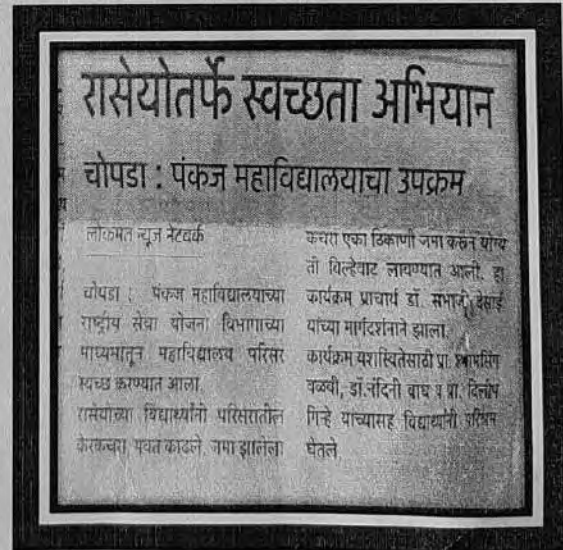 रासेयोतर्फे स्वच्छता अभियान
चोपडा : पंकज महाविद्यालयाचा उपक्रम
लोकमत न्यूज नेटवर्क
चोपडा : पंकज महाविद्यालयाच्या
राष्ट्रीय सेवा योजना विभागाच्या
माध्यमातून महाविद्यालय परिसर
स्वच्छ करण्यात आला.
रासेयोच्या विद्यार्थ्यांनी परिसरातील
केरकचरा, गवत काढले. जमा झालेला
कचरा एका ठिकाणी जमा करून योग्य
ती विल्हेवाट लावण्यात आली. हा
कार्यक्रम प्राचार्य डॉ. संभाजी देसाई
यांच्या मार्गदर्शनाने झाला.
कार्यक्रम यशस्वितेसाठी प्रा.
वळवी, डॉ. नंदिनी वाघ व प्रा. दिलीप
गिऱ्हे यांच्यासह विद्यार्थ्यांनी परिश्रम
घेतले.